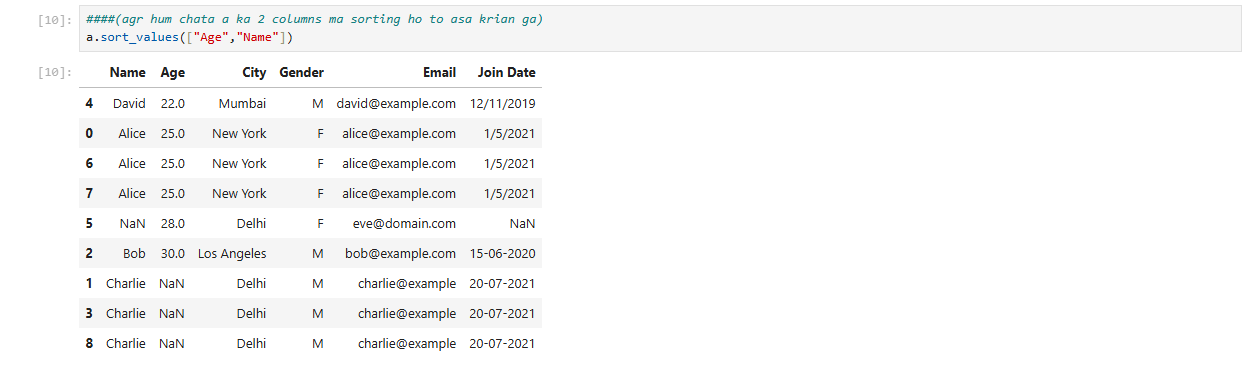 [10]: ####(agr hum chata a ka 2 columns ma sorting ho to asa krian ga)
a.sort_values(["Age","Name"])
[10]: Name Age City Gender Email Join Date
4 David 22.0 Mumbai M david@example.com 12/11/2019
0 Alice 25.0 New York F alice@example.com 1/5/2021
6 Alice 25.0 New York F alice@example.com 1/5/2021
7 Alice 25.0 New York F alice@example.com 1/5/2021
5 NaN 28.0 Delhi F eve@domain.com NaN
2 Bob 30.0 Los Angeles M bob@example.com 15-06-2020
1 Charlie NaN Delhi M charlie@example 20-07-2021
3 Charlie NaN Delhi M charlie@example 20-07-2021
8 Charlie NaN Delhi M charlie@example 20-07-2021